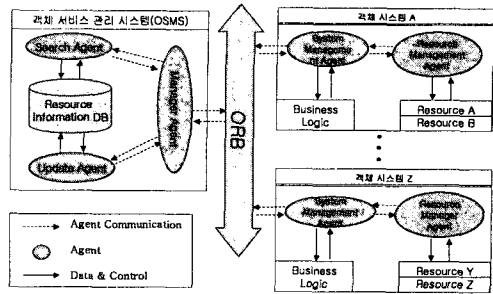 객체 서비스 관리 시스템(OSMS)
Search Agent
Resource
Information DB
Update Agent
Manager Agent
ORB
객체 시스템 A
System
Manageme
nt Agent
Resource
Management
Agent
Business
Logic
Resource A
Resource B
객체 시스템 Z
System
Management /
Agent
Resource
Manager
Agent
Business
Logic
Resource Y
Resource Z
Agent Communication
Agent
Data & Control